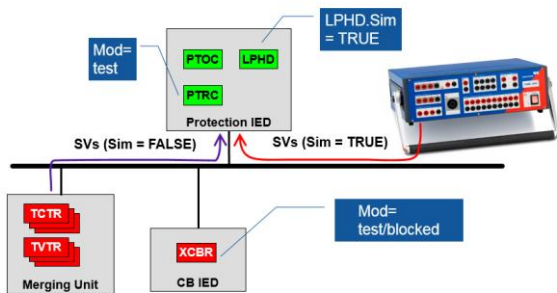 Mod=
test
LPHD.Sim
= TRUE
PTOC
LPHD
PTRC
Protection IED
SVs (Sim = FALSE)
SVs (Sim = TRUE)
TCTR
TVTR
Merging Unit
XCBR
CB IED
Mod=
test/blocked